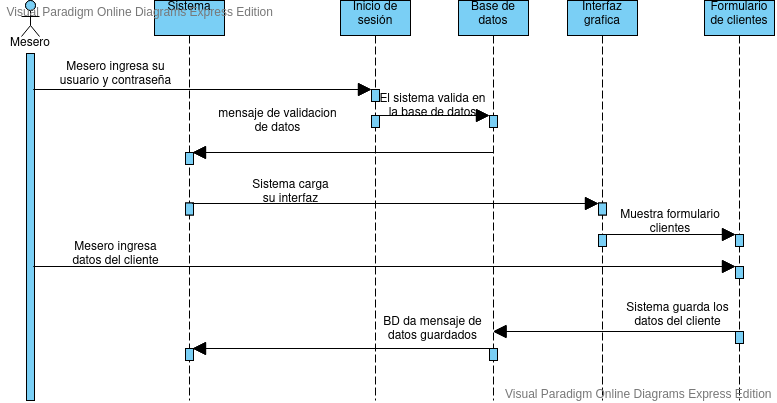 Visual Paradigm Online Diagrams Express Edition
Sistema
Inicio de
sesión
Base de
datos
Interfaz
grafica
Formulario
de clientes
Mesero
Mesero ingresa su
usuario y contraseña
El sistema valida en
la base de datos
mensaje de validacion
de datos
Sistema carga
su interfaz
Muestra formulario
clientes
Mesero ingresa
datos del cliente
Sistema guarda los
datos del cliente
BD da mensaje de
datos guardados
Visual Paradigm Online Diagrams Express Edition